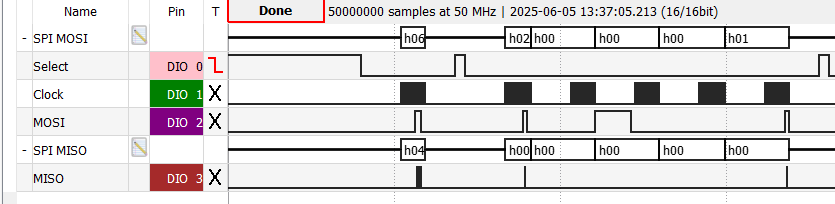 Name Pin T Done 50000000 samples at 50 MHz | 2025-06-05 13:37:05.213 (16/16bit)
- SPI MOSI h06 h02 h00 h00 h00 h01
Select DIO 0
Clock DIO 1 X
MOSI DIO 2 X
- SPI MISO h04 h00 h00 h00 h00 h00
MISO DIO 3 X